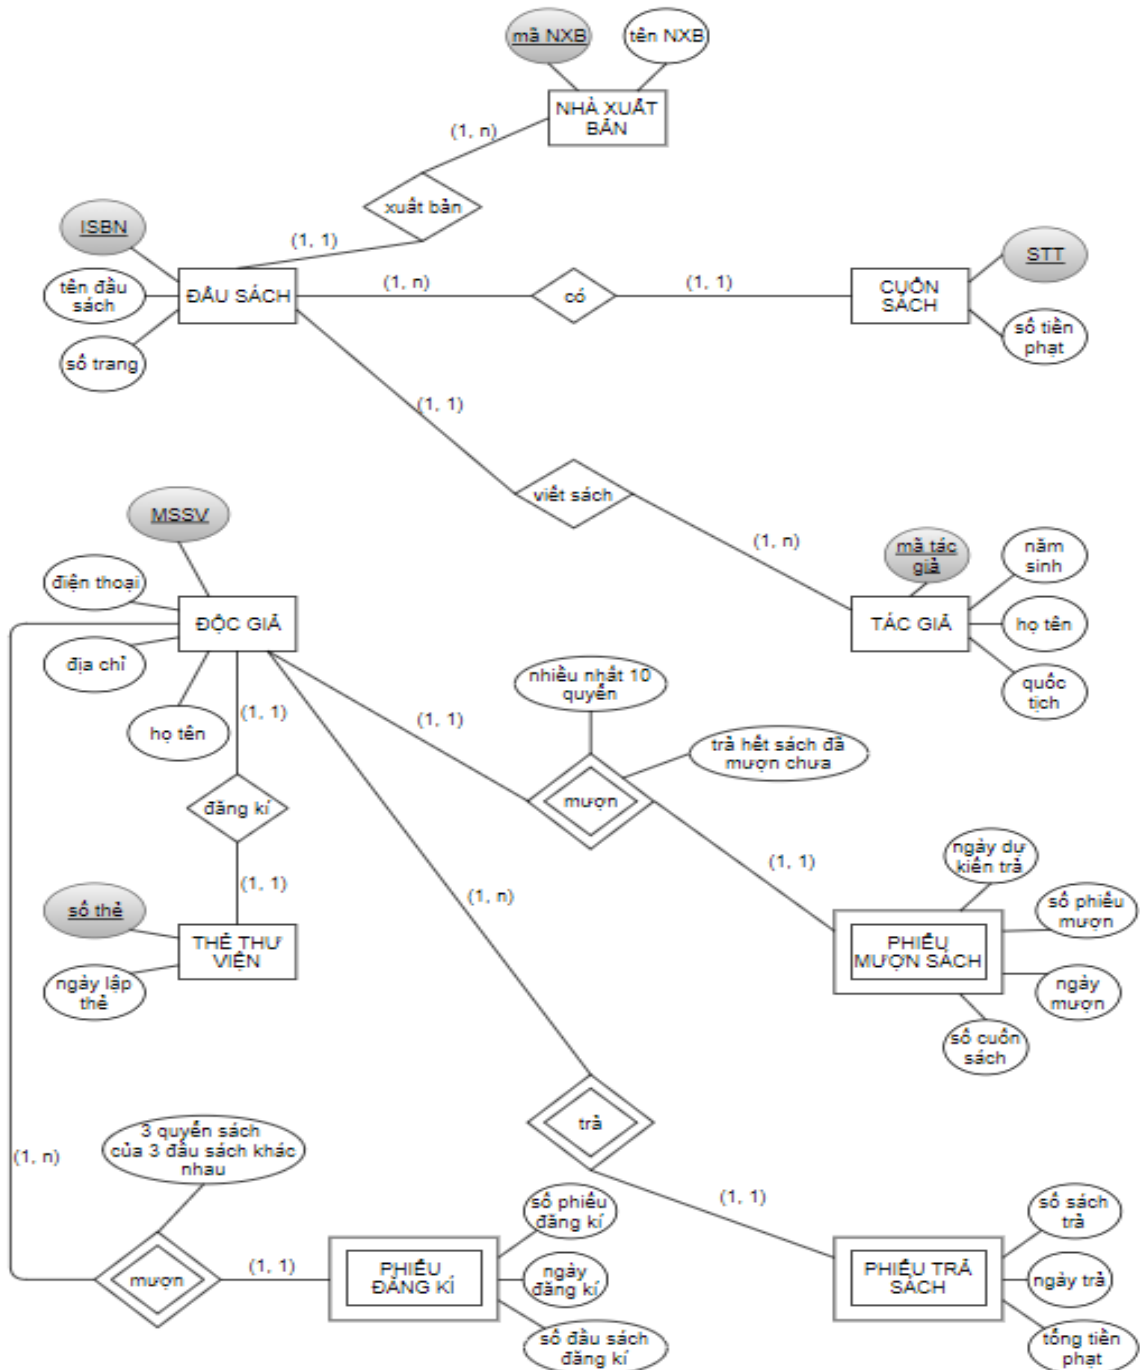 mã NXB
tên NXB
NHÀ XUẤT
BẢN
(1, n)
xuất bản
ISBN
(1, 1)
STT
tên đầu
sách
ĐẦU SÁCH
(1, n)
có
(1, 1)
CUỐN
SÁCH
số trang
số tiền
phạt
(1, 1)
viết sách
MSSV
(1, n)
mã tác
giả
năm
sinh
điện thoại
ĐỘC GIẢ
TÁC GIẢ
họ tên
địa chỉ
nhiều nhất 10
quyển
quốc
tịch
họ tên
(1, 1)
(1, 1)
trả hết sách đã
mượn chưa
đăng kí
mượn
(1, 1)
(1, 1)
ngày dự
kiến trả
số thẻ
(1, n)
số phiếu
mượn
THẺ THƯ
VIỆN
PHIẾU
MƯỢN SÁCH
ngày lập
thẻ
ngày
mượn
số cuốn
sách
trả
3 quyển sách
của 3 đầu sách khác
nhau
(1, n)
(1, 1)
số phiếu
đăng kí
số sách
trả
mượn
(1, 1)
PHIẾU
ĐĂNG KÍ
ngày
đăng kí
PHIẾU TRẢ
SÁCH
ngày trả
số đầu sách
đăng kí
tổng tiền
phạt